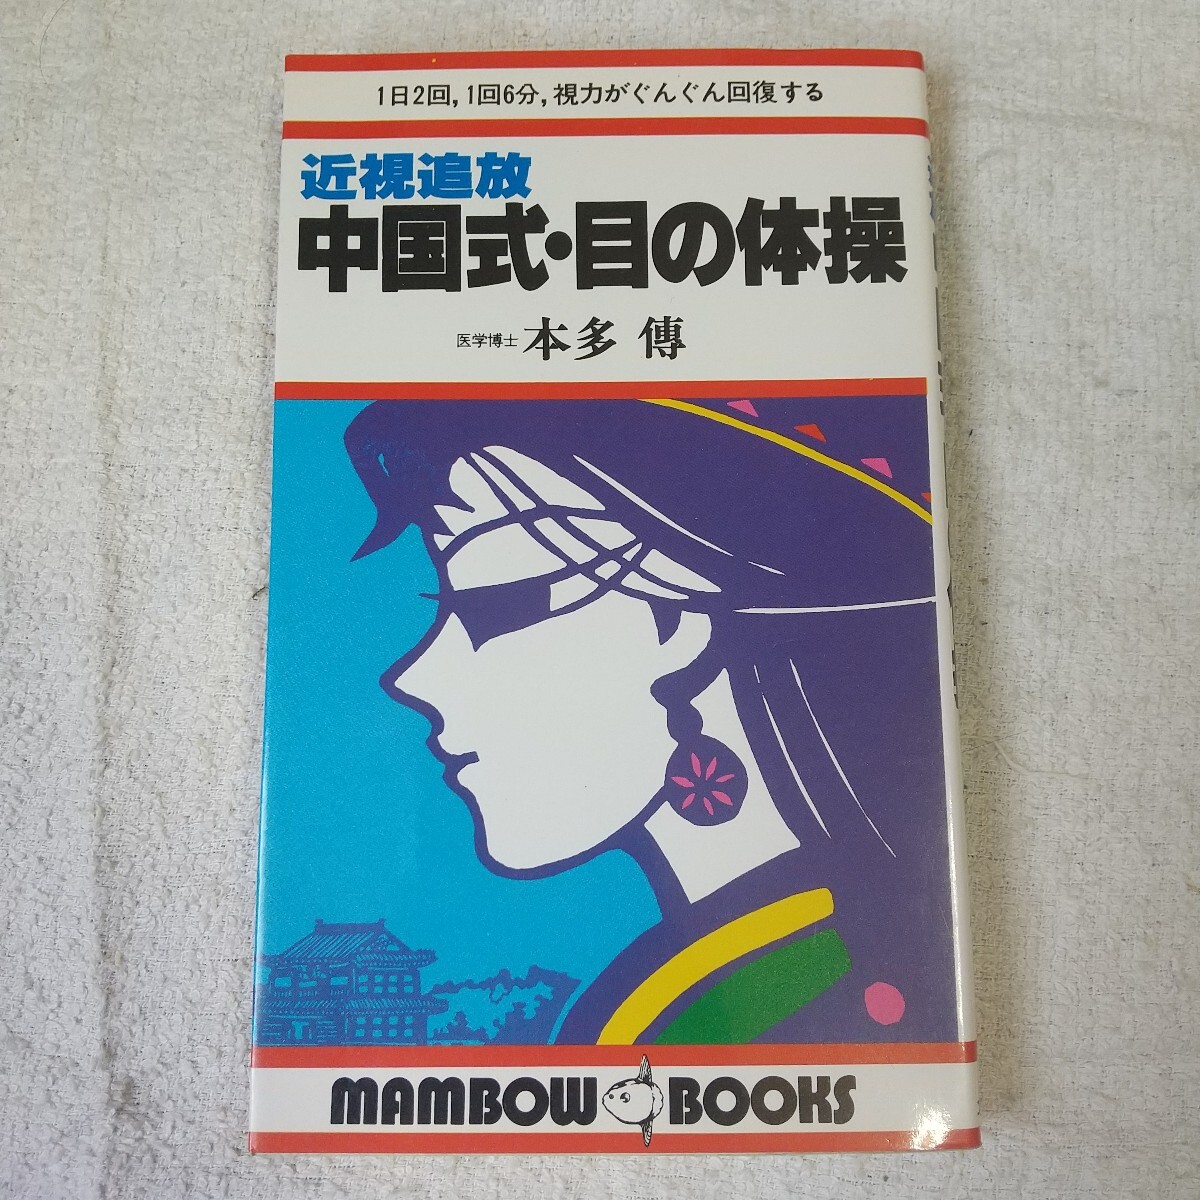 1日2回，1回6分，視力がぐんぐん回復する
近視追放
中国式・目の体操
医学博士 本多 傳
MAMBOW BOOKS